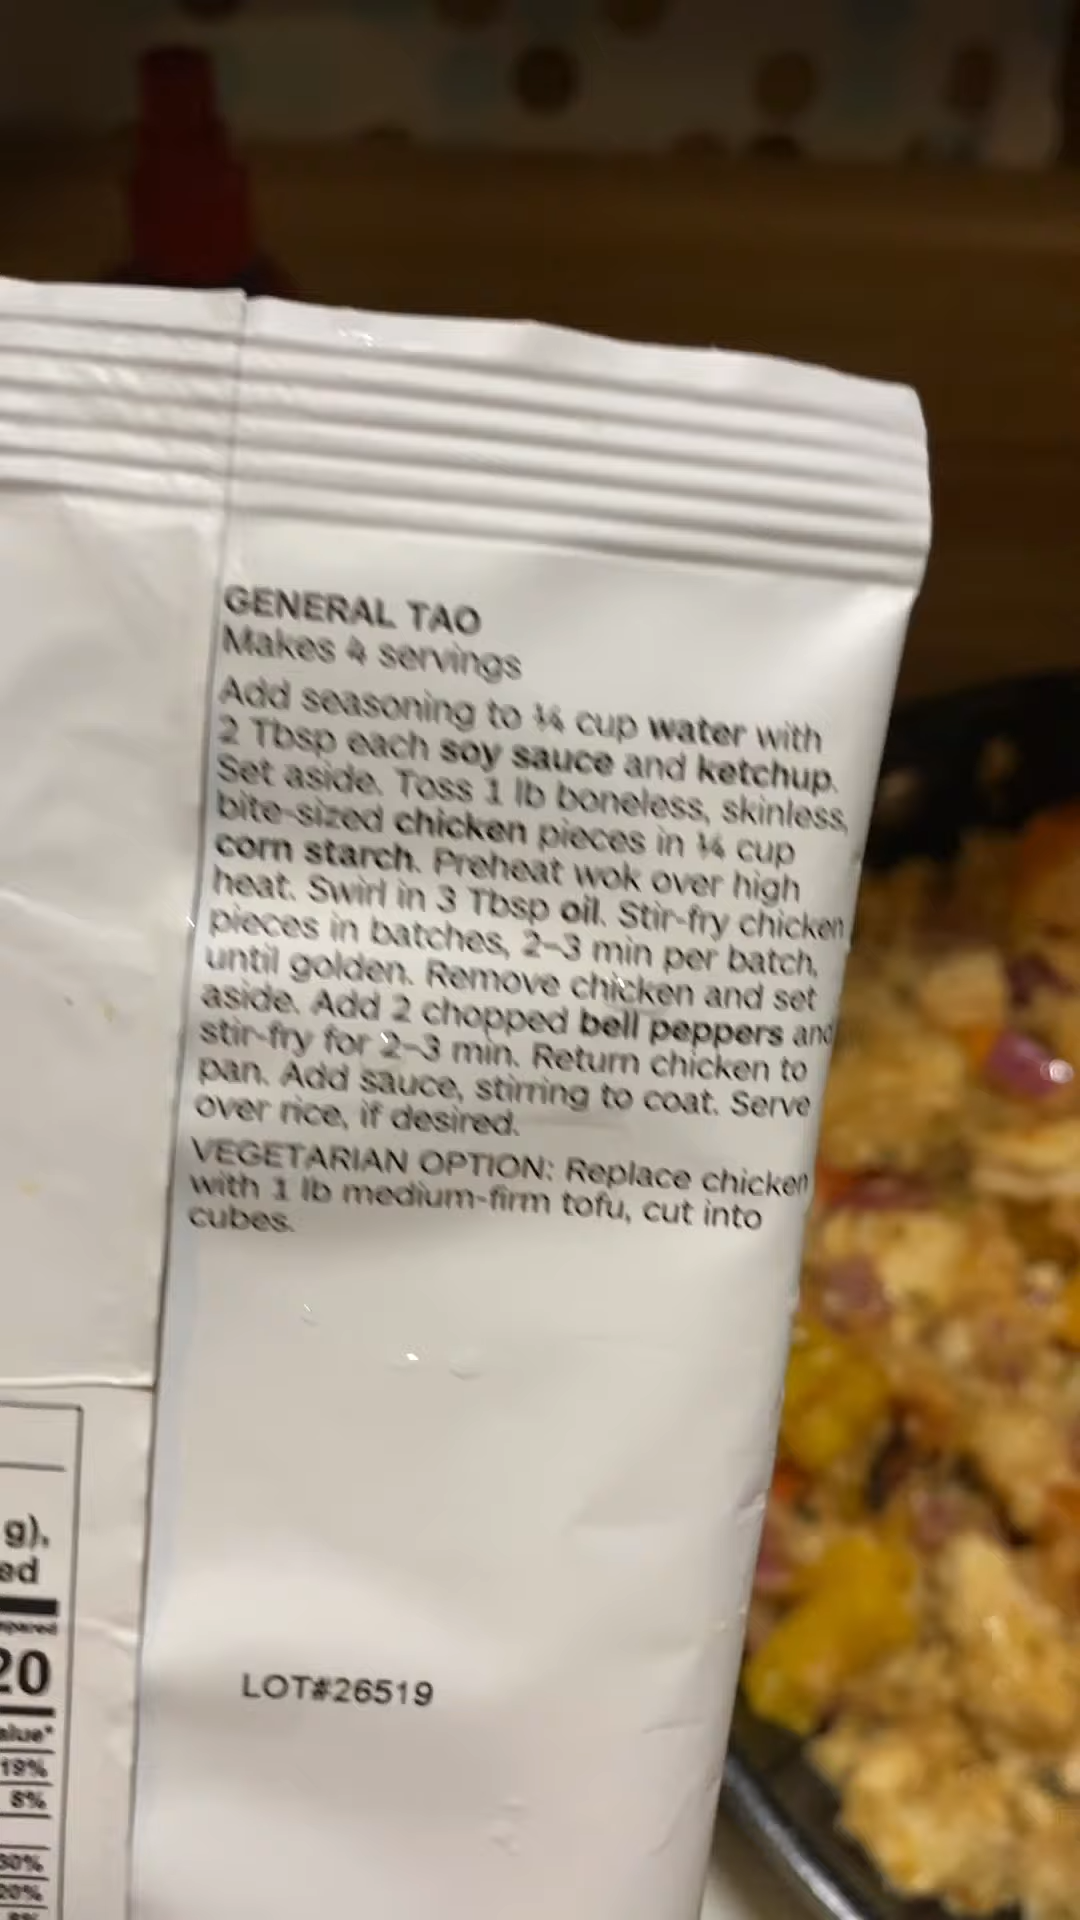 GENERAL TAO
Makes 4 servings
Add seasoning to ¼ cup water with
2 Tbsp each soy sauce and ketchup.
Set aside. Toss 1 lb boneless, skinless,
bite-sized chicken pieces in ¼ cup
corn starch. Preheat wok over high
heat. Swirl in 3 Tbsp oil. Stir-fry chicken
pieces in batches, 2–3 min per batch,
until golden. Remove chicken and set
aside. Add 2 chopped bell peppers and
stir-fry for 2–3 min. Return chicken to
pan. Add sauce, stirring to coat. Serve
over rice, if desired.
VEGETARIAN OPTION: Replace chicken
with 1 lb medium-firm tofu, cut into
cubes.
LOT#26519
g),
ed
20
alue*
19%
8%
30%
20%